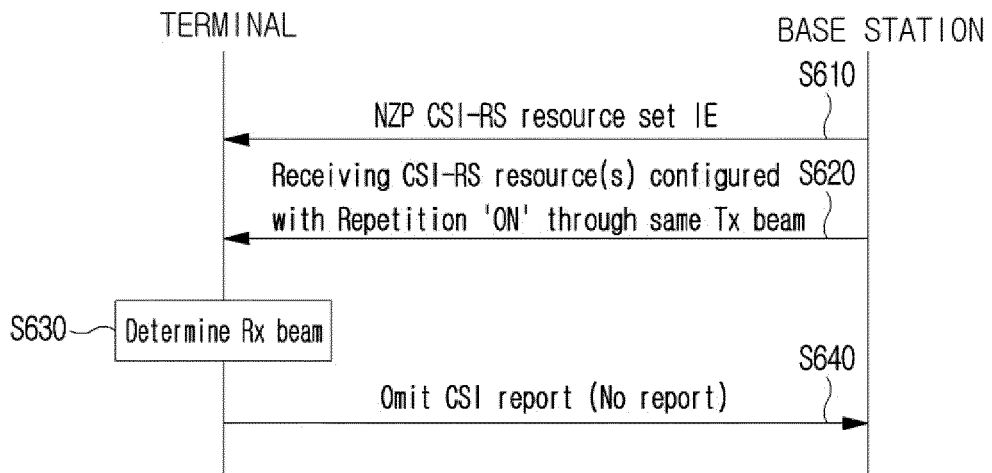 TERMINAL
BASE STATION
S610
NZP CSI-RS resource set IE
Receiving CSI-RS resource(s) configured
S620
with Repetition 'ON' through same Tx beam
S630
Determine Rx beam
S640
Omit CSI report (No report)